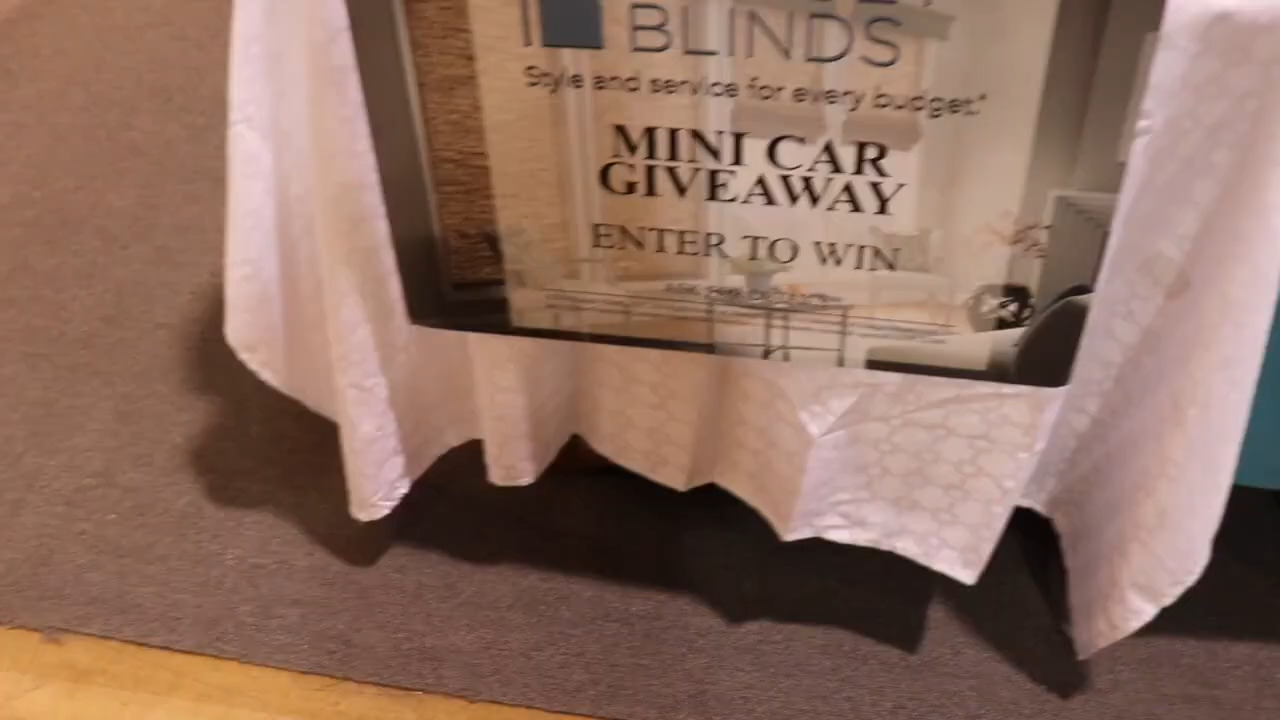 BLINDS
Style and service for every budget.®
MINI CAR
GIVEAWAY
ENTER TO WIN